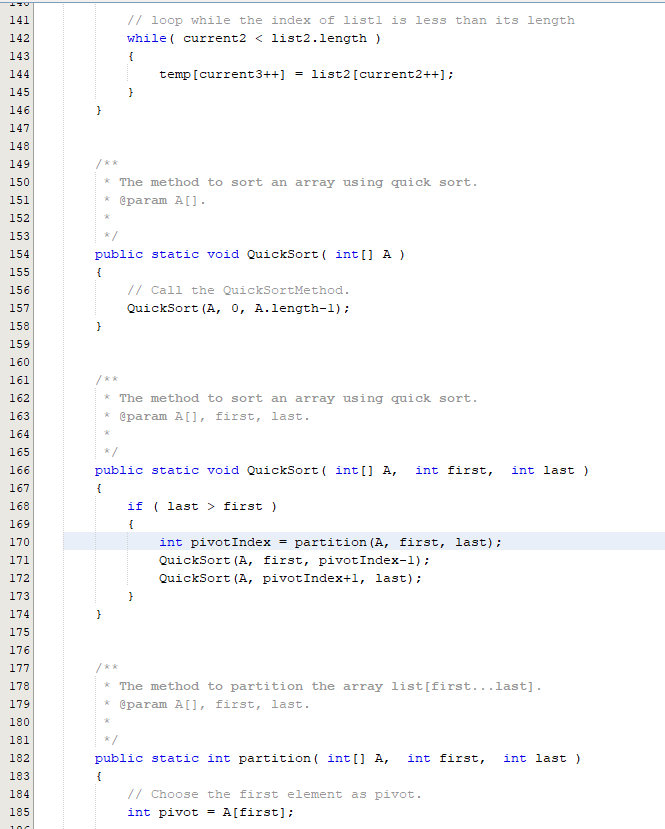 141 // loop while the index of list1 is less than its length
142 while( current2 < list2.length )
143 {
144 temp[current3++] = list2[current2++];
145 }
146 }
147
148
149 /**
150 * The method to sort an array using quick sort.
151 * @param A[].
152 *
153 */
154 public static void QuickSort( int[] A )
155 {
156 // Call the QuickSortMethod.
157 QuickSort(A, 0, A.length-1);
158 }
159
160
161 /**
162 * The method to sort an array using quick sort.
163 * @param A[], first, last.
164 *
165 */
166 public static void QuickSort( int[] A, int first, int last )
167 {
168 if ( last > first )
169 {
170 int pivotIndex = partition(A, first, last);
171 QuickSort(A, first, pivotIndex-1);
172 QuickSort(A, pivotIndex+1, last);
173 }
174 }
175
176
177 /**
178 * The method to partition the array list[first...last].
179 * @param A[], first, last.
180 *
181 */
182 public static int partition( int[] A, int first, int last )
183 {
184 // Choose the first element as pivot.
185 int pivot = A[first];